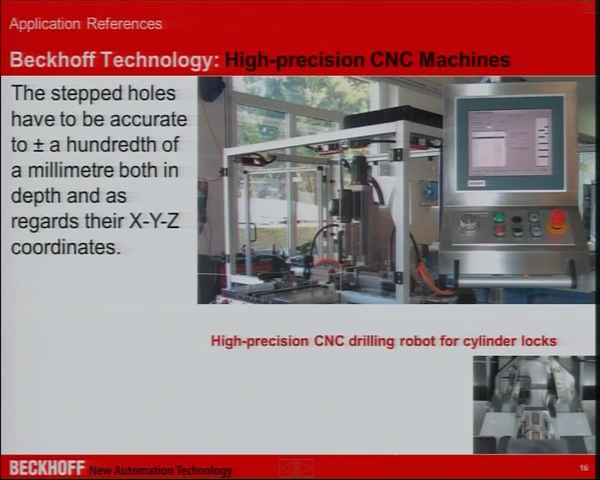 Application References
Beckhoff Technology: High-precision CNC Machines
The stepped holes
have to be accurate
to ± a hundredth of
a millimetre both in
depth and as
regards their X-Y-Z
coordinates.
High-precision CNC drilling robot for cylinder locks
BECKHOFF New Automation Technology
16